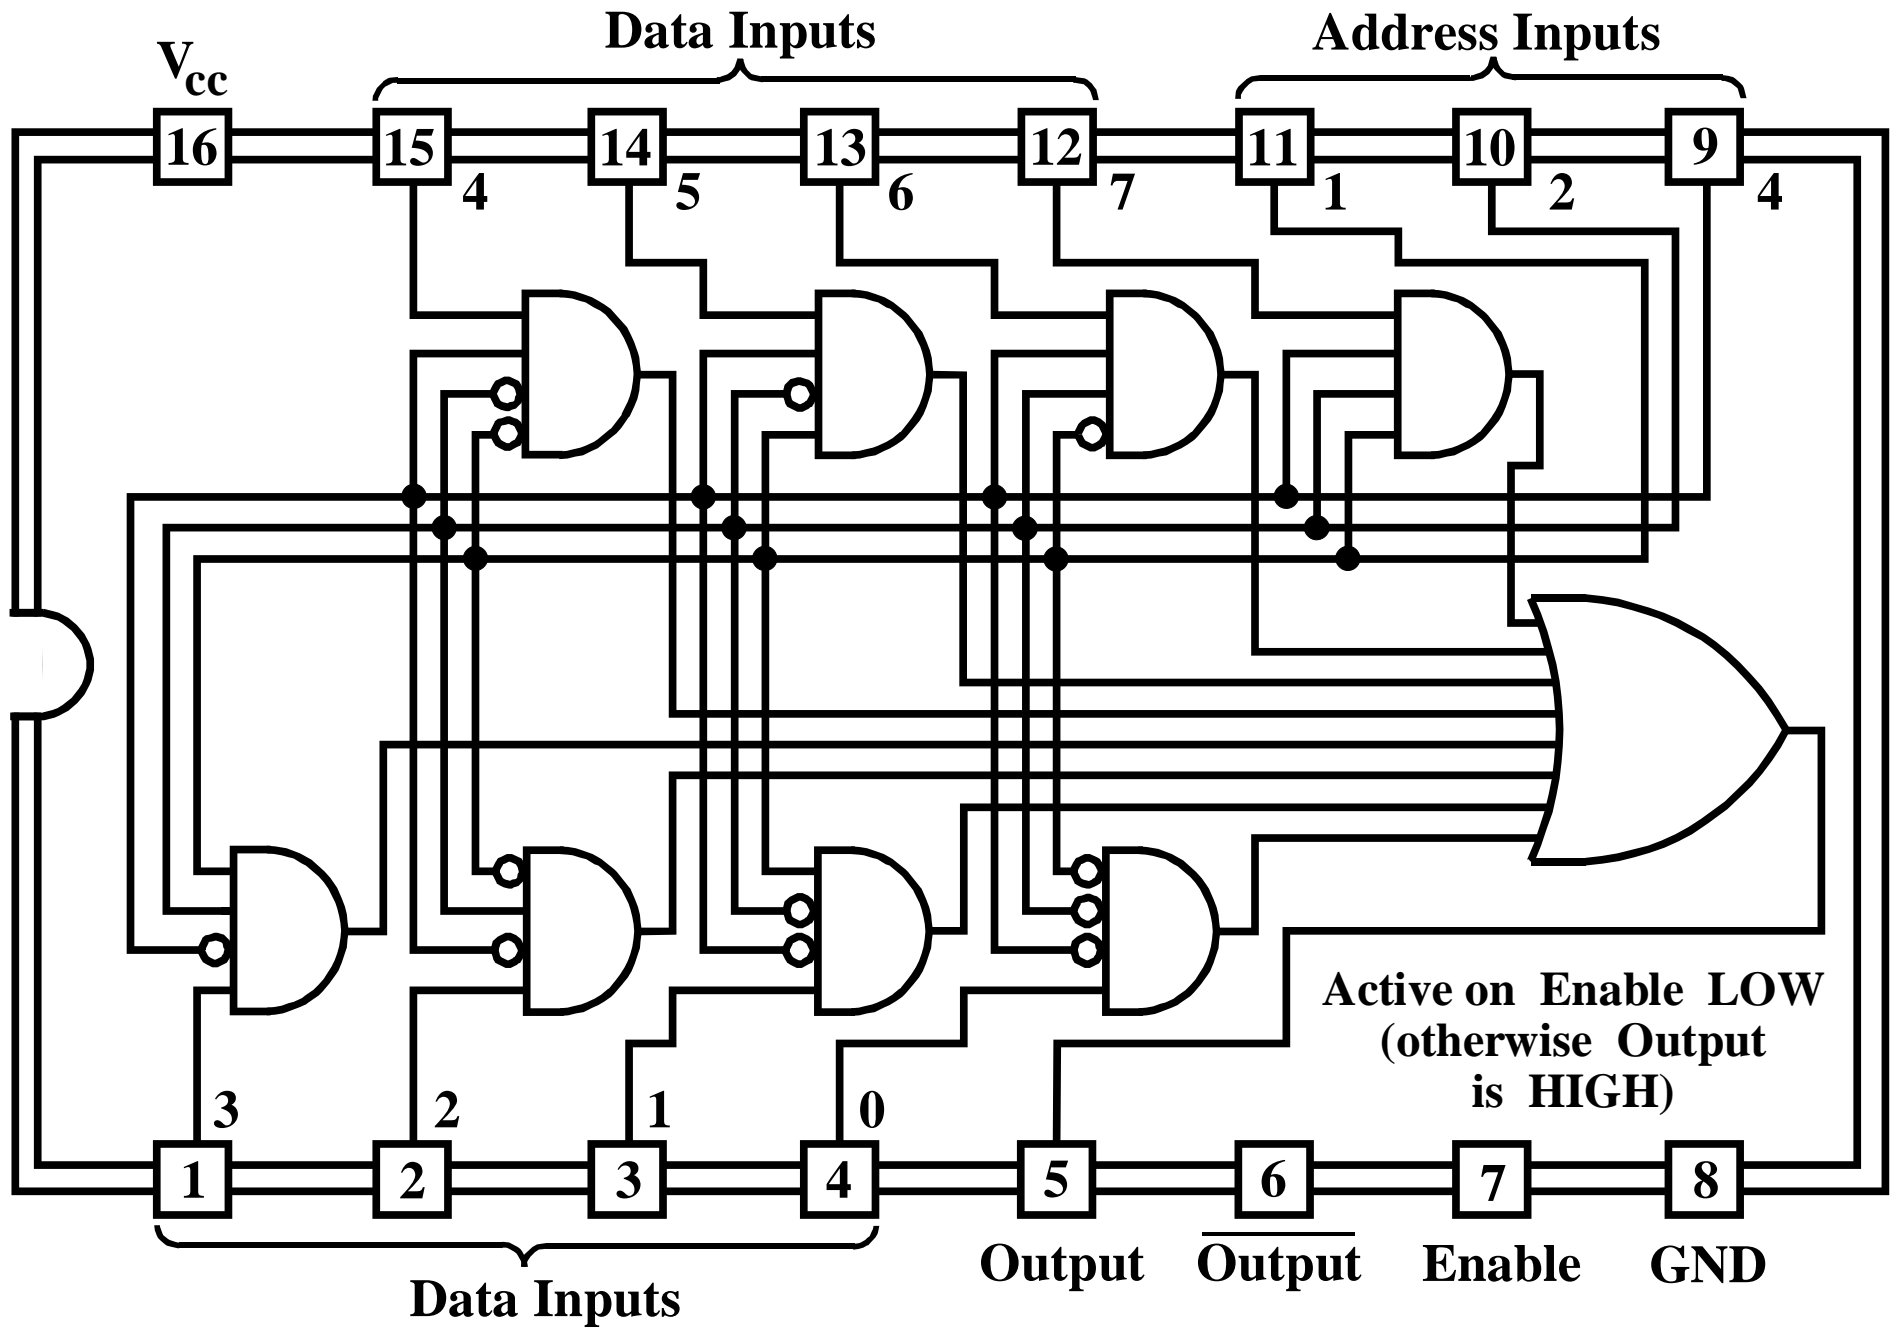 Data Inputs Address Inputs
Vcc
16 15 14 13 12 11 10 9
4 5 6 7 1 2 4
Active on Enable LOW
(otherwise Output
is HIGH)
3 2 1 0
1 2 3 4 5 6 7 8
Output Output Enable GND
Data Inputs